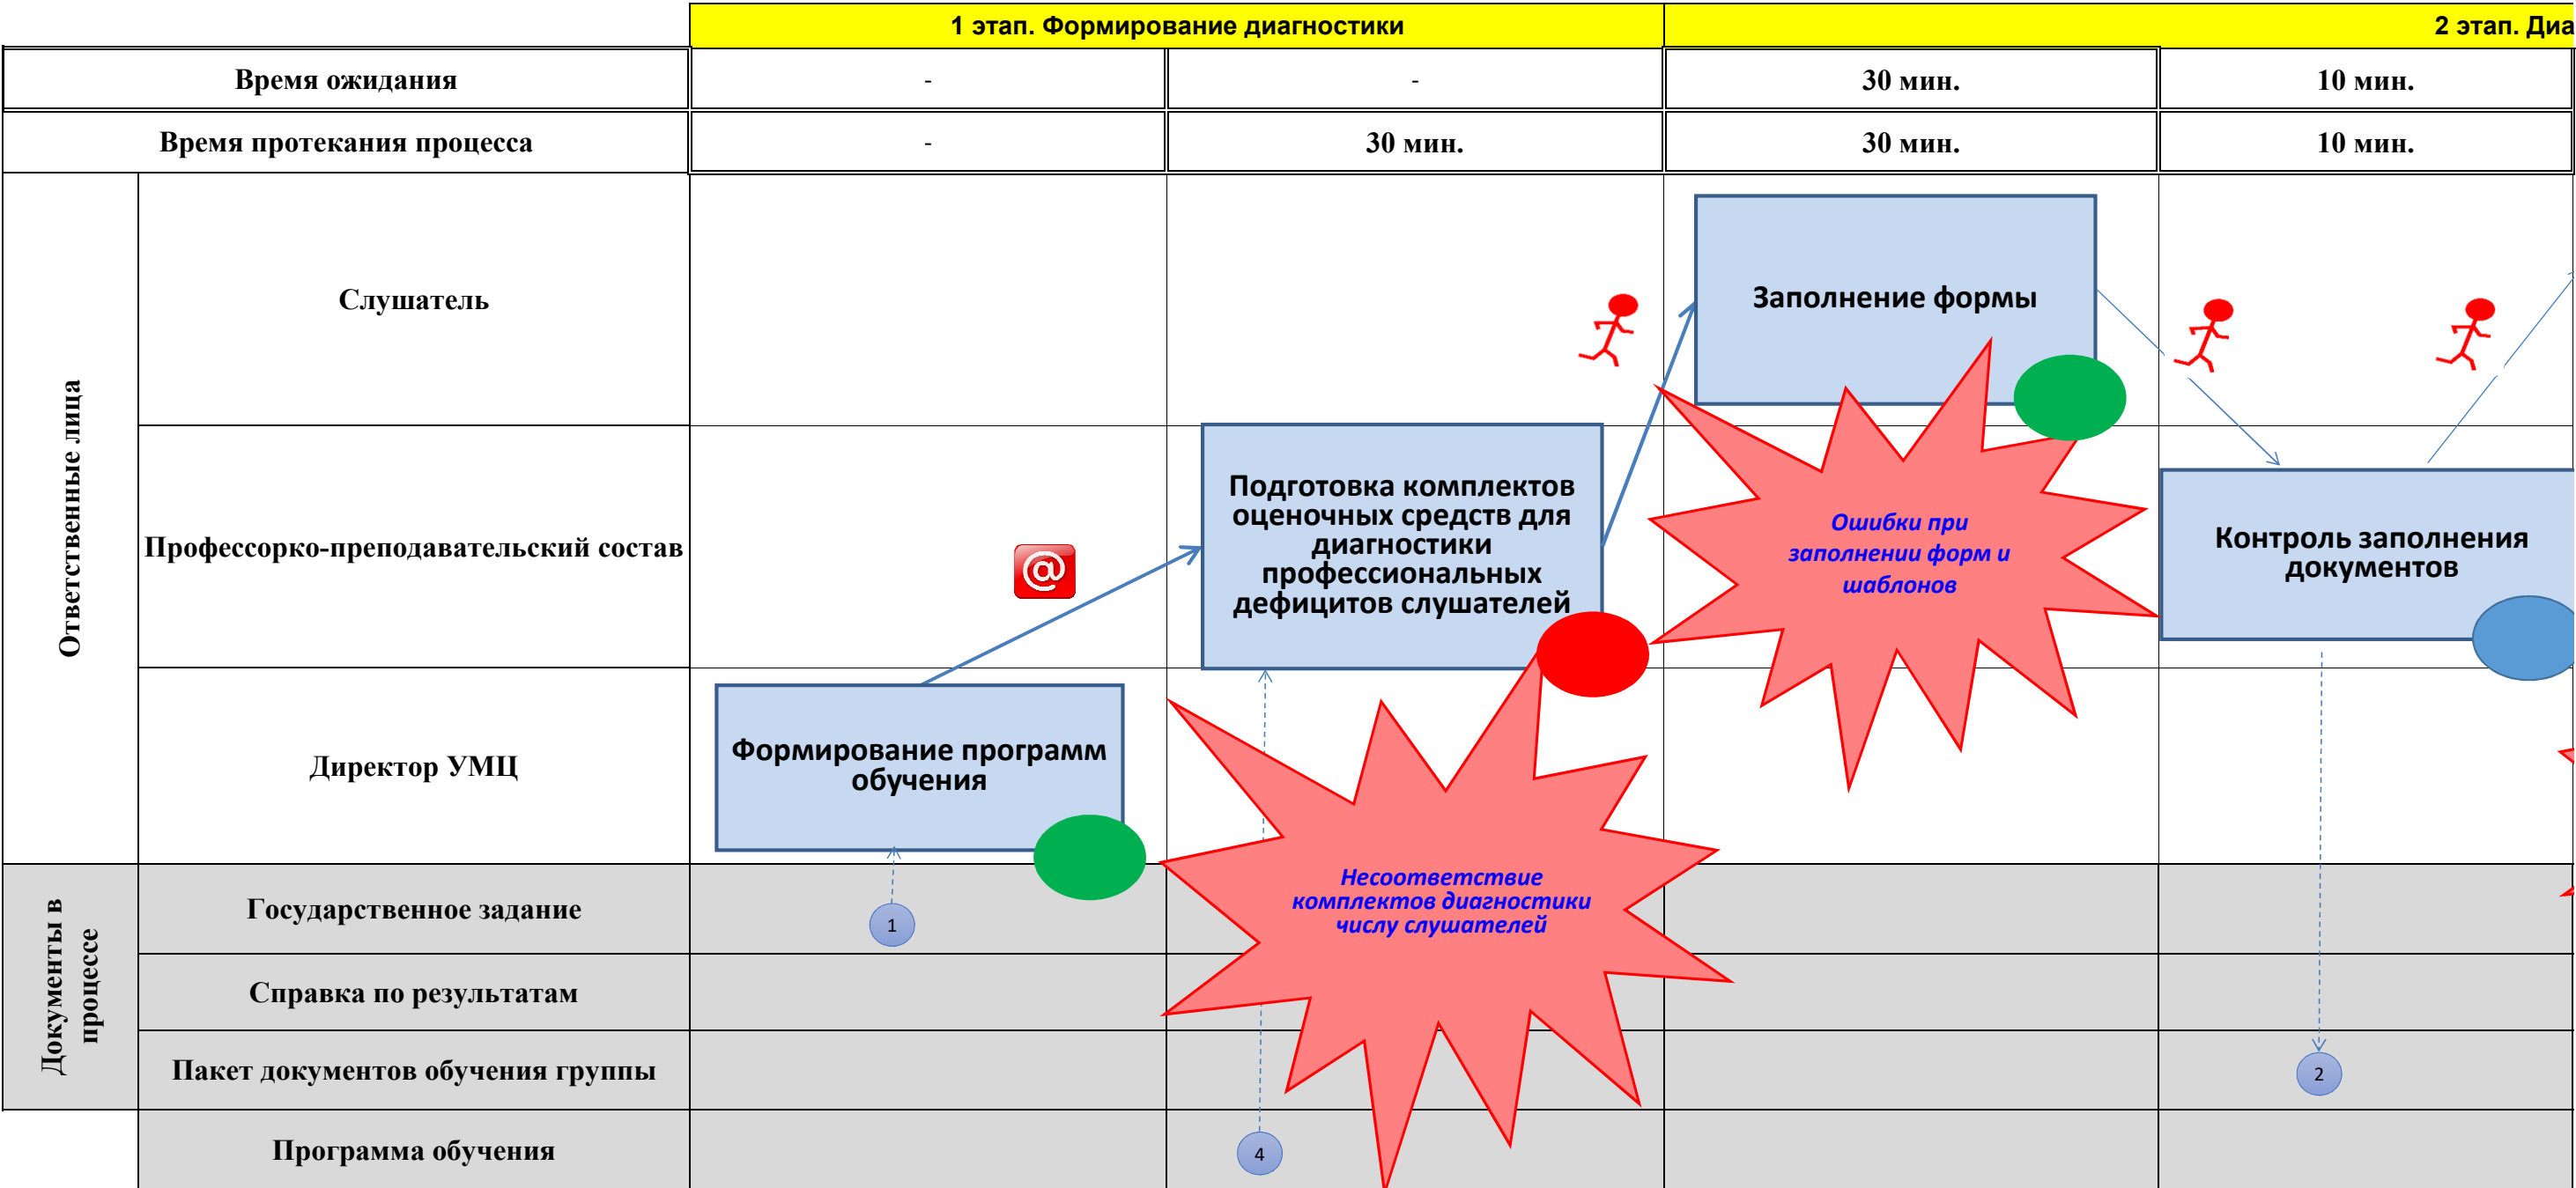 1 этап. Формирование диагностики
2 этап. Диа
Время ожидания
-
-
30 мин.
10 мин.
Время протекания процесса
-
30 мин.
30 мин.
10 мин.
Ответственные лица
Слушатель
Заполнение формы
Профессорко-преподавательский состав
@
Подготовка комплектов
оценочных средств для
диагностики
профессиональных
дефицитов слушателей
Ошибки при
заполнении форм и
шаблонов
Контроль заполнения
документов
Директор УМЦ
Формирование программ
обучения
Несоответствие
комплектов диагностики
числу слушателей
Документы в
процессе
Государственное задание
1
Справка по результатам
Пакет документов обучения группы
2
Программа обучения
4